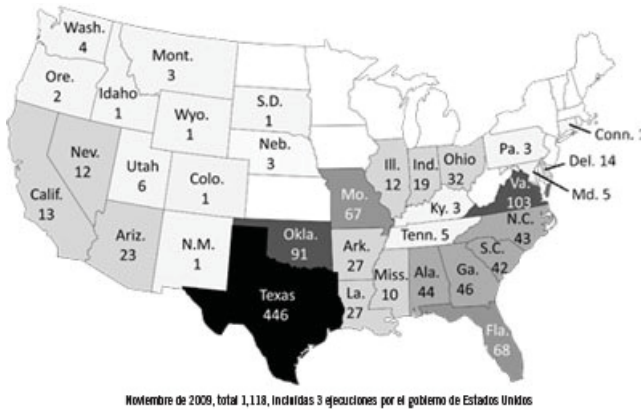 Wash.
4
Mont.
3
Ore.
2
Idaho
1
S.D.
1
Wyo.
1
Neb.
3
Nev.
12
Utah
6
Colo.
1
Calif.
13
Ariz.
23
N.M.
1
Texas
446
Okla.
91
Mo.
67
Ark.
27
La.
27
Ill.
12
Ind.
19
Ohio
32
Ky. 3
Tenn. 5
Miss.
10
Ala.
44
Ga.
46
Fla.
68
S.C.
42
N.C.
43
Va.
103
Pa. 3
Conn.
Del. 14
Md. 5
Noviembre de 2009, total 1,118, incluidas 3 ejecuciones por el gobierno de Estados Unidos